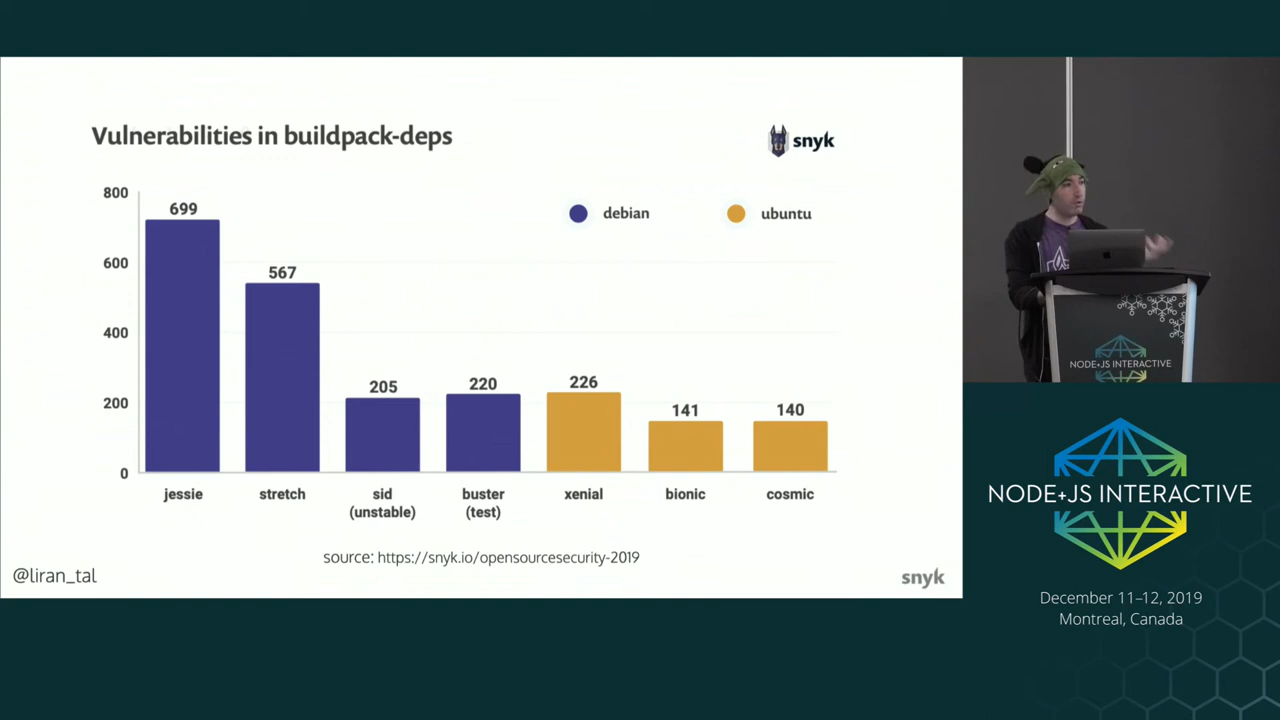 Vulnerabilities in buildpack-deps
snyk
debian
ubuntu
800
600
400
200
0
699
567
205
220
226
141
140
jessie
stretch
sid
(unstable)
buster
(test)
xenial
bionic
cosmic
source: https://snyk.io/opensourcesecurity-2019
@liran_tal
snyk
NODE+JS INTERACTIVE
NODE+JS INTERACTIVE
December 11–12, 2019
Montreal, Canada